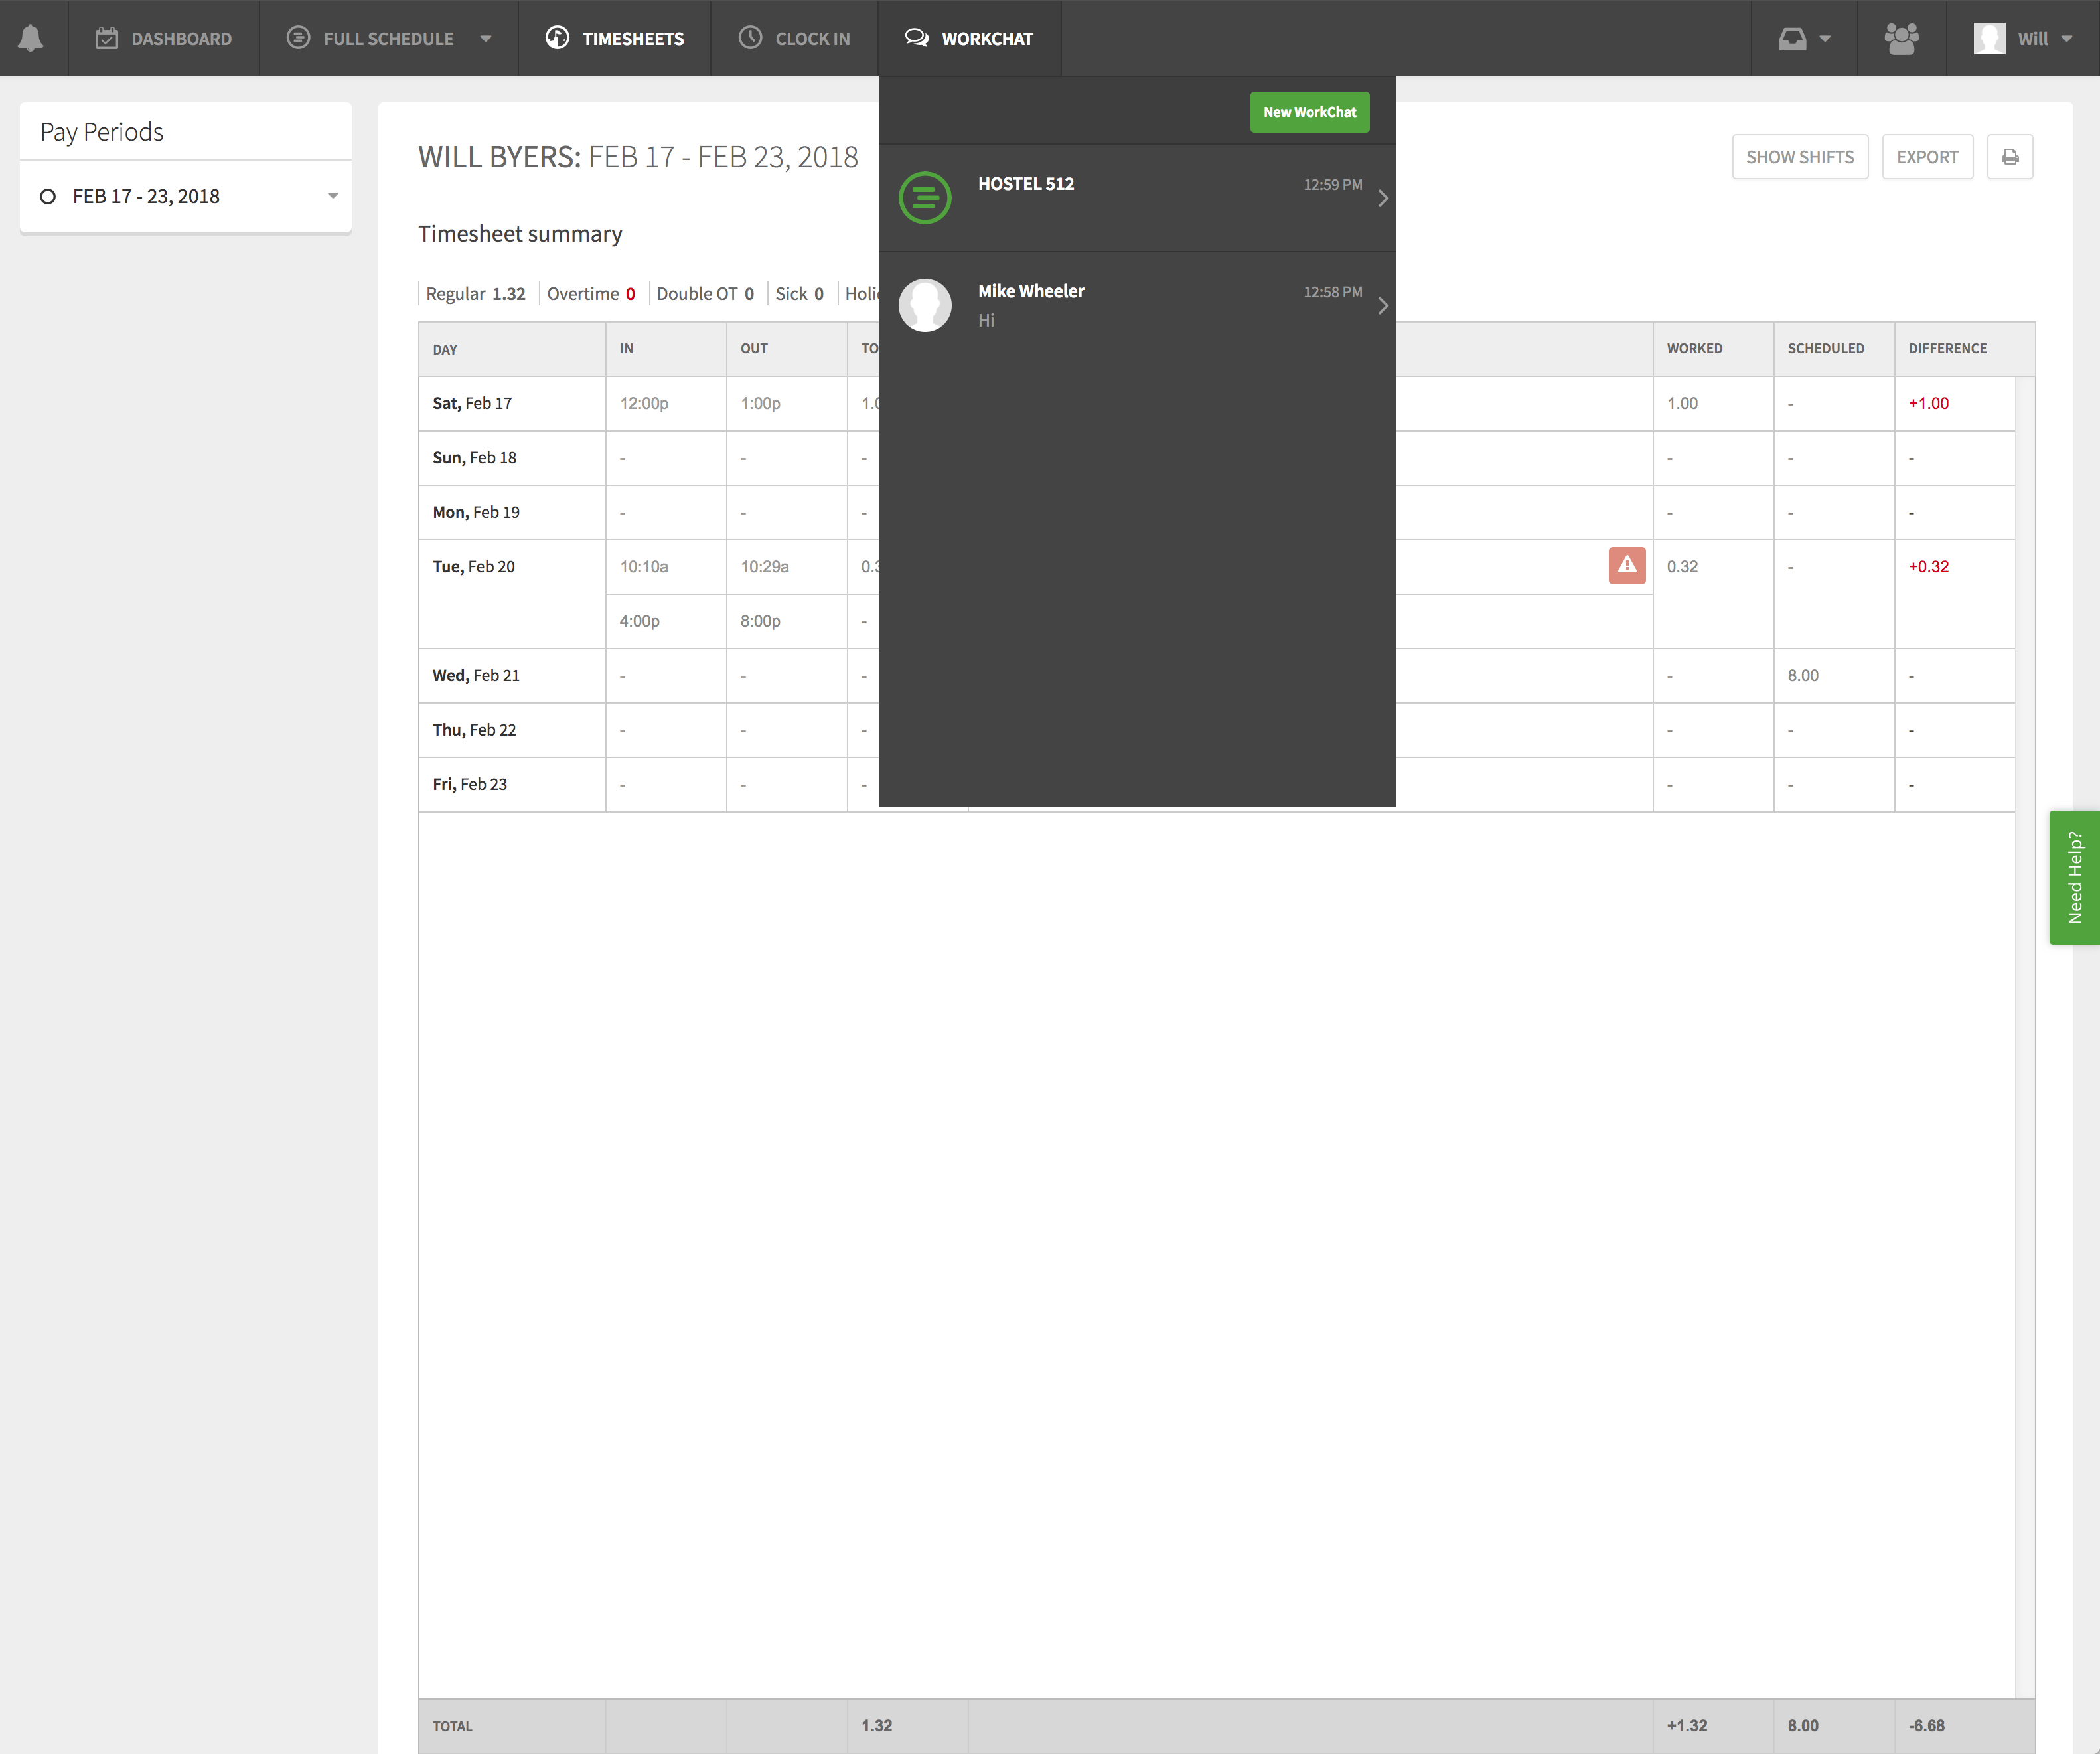 DASHBOARD FULL SCHEDULE TIMESHEETS CLOCK IN WORKCHAT Will
Pay Periods
FEB 17 - 23, 2018
WILL BYERS: FEB 17 - FEB 23, 2018
SHOW SHIFTS EXPORT
Timesheet summary
Regular 1.32 Overtime 0 Double OT 0 Sick 0
New WorkChat
HOSTEL 512 12:59 PM
Mike Wheeler 12:58 PM
Hi
DAY IN OUT TO WORKED SCHEDULED DIFFERENCE
Sat, Feb 17 12:00p 1:00p 1.0 1.00 - +1.00
Sun, Feb 18 - - - - - -
Mon, Feb 19 - - - - - -
Tue, Feb 20 10:10a 10:29a 0.3 0.32 - +0.32
4:00p 8:00p -
Wed, Feb 21 - - - - 8.00 -
Thu, Feb 22 - - - - - -
Fri, Feb 23 - - - - - -
Need Help?
TOTAL 1.32 +1.32 8.00 -6.68